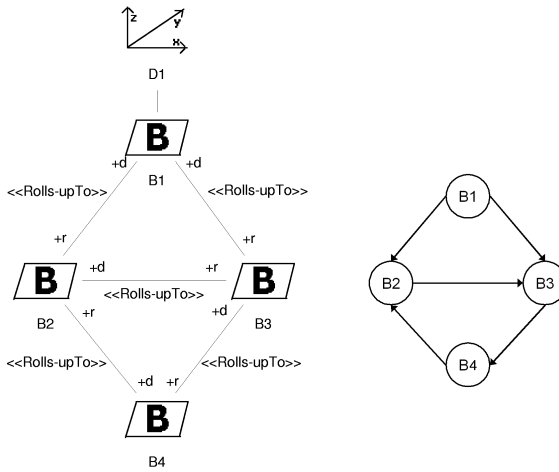 z
y
x
D1
B
+d +d
B1
<<Rolls-upTo>> <<Rolls-upTo>>
+r +r
B +d +r B
<<Rolls-upTo>>
B2 +r +d B3
<<Rolls-upTo>> <<Rolls-upTo>>
+d +r
B
B4
B1
B2 B3
B4